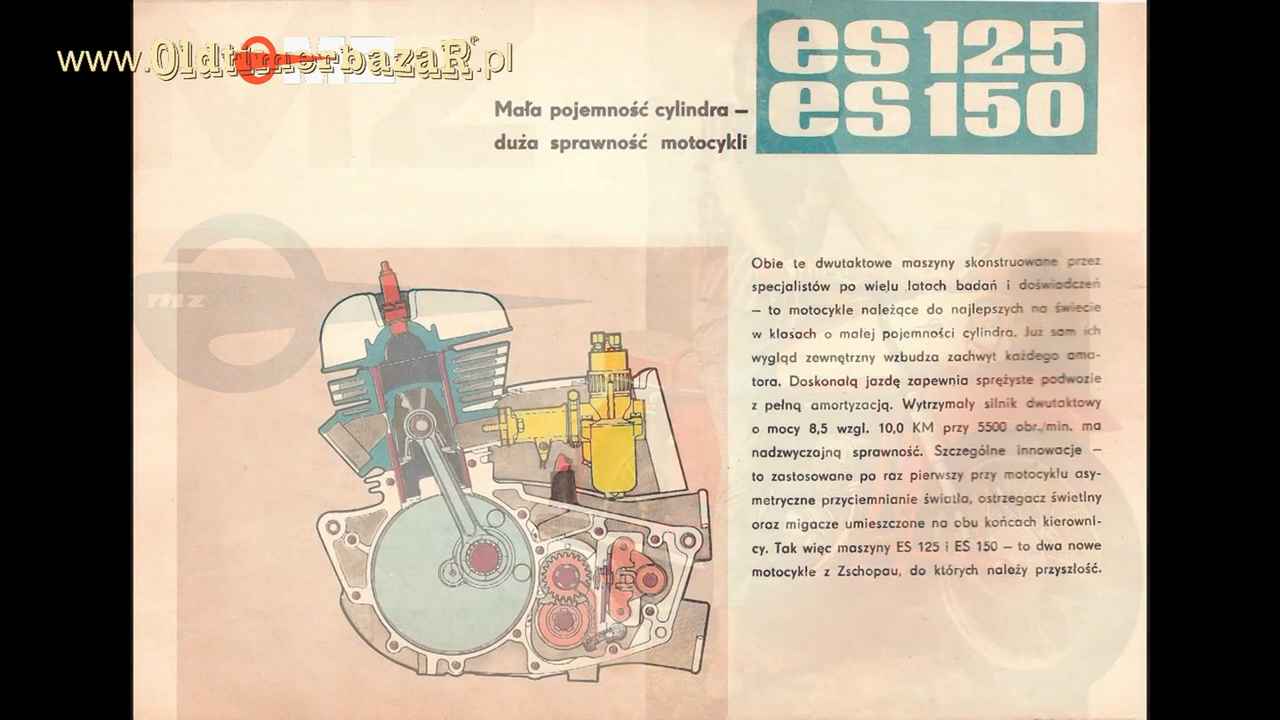 www.OldtimerbazaR.pl
MZ
es 125
es 150
Mała pojemność cylindra –
duża sprawność motocykli
mz
Obie te dwutaktowe maszyny skonstruowane przez
specjalistów po wielu latach badań i doświadczeń
– to motocykle należące do najlepszych na świecie
w klasach o małej pojemności cylindra. Już sam ich
wygląd zewnętrzny wzbudza zachwyt każdego ama-
tora. Doskonałą jazdę zapewnia sprężyste podwozie
z pełną amortyzacją. Wytrzymały silnik dwutaktowy
o mocy 8,5 wzgl. 10,0 KM przy 5500 obr./min. ma
nadzwyczajną sprawność. Szczególne innowacje –
to zastosowane po raz pierwszy przy motocyklu asy-
metryczne przyciemnianie światła, ostrzegacz świetlny
oraz migacze umieszczone na obu końcach kierowni-
cy. Tak więc maszyny ES 125 i ES 150 – to dwa nowe
motocykle z Zschopau, do których należy przyszłość.